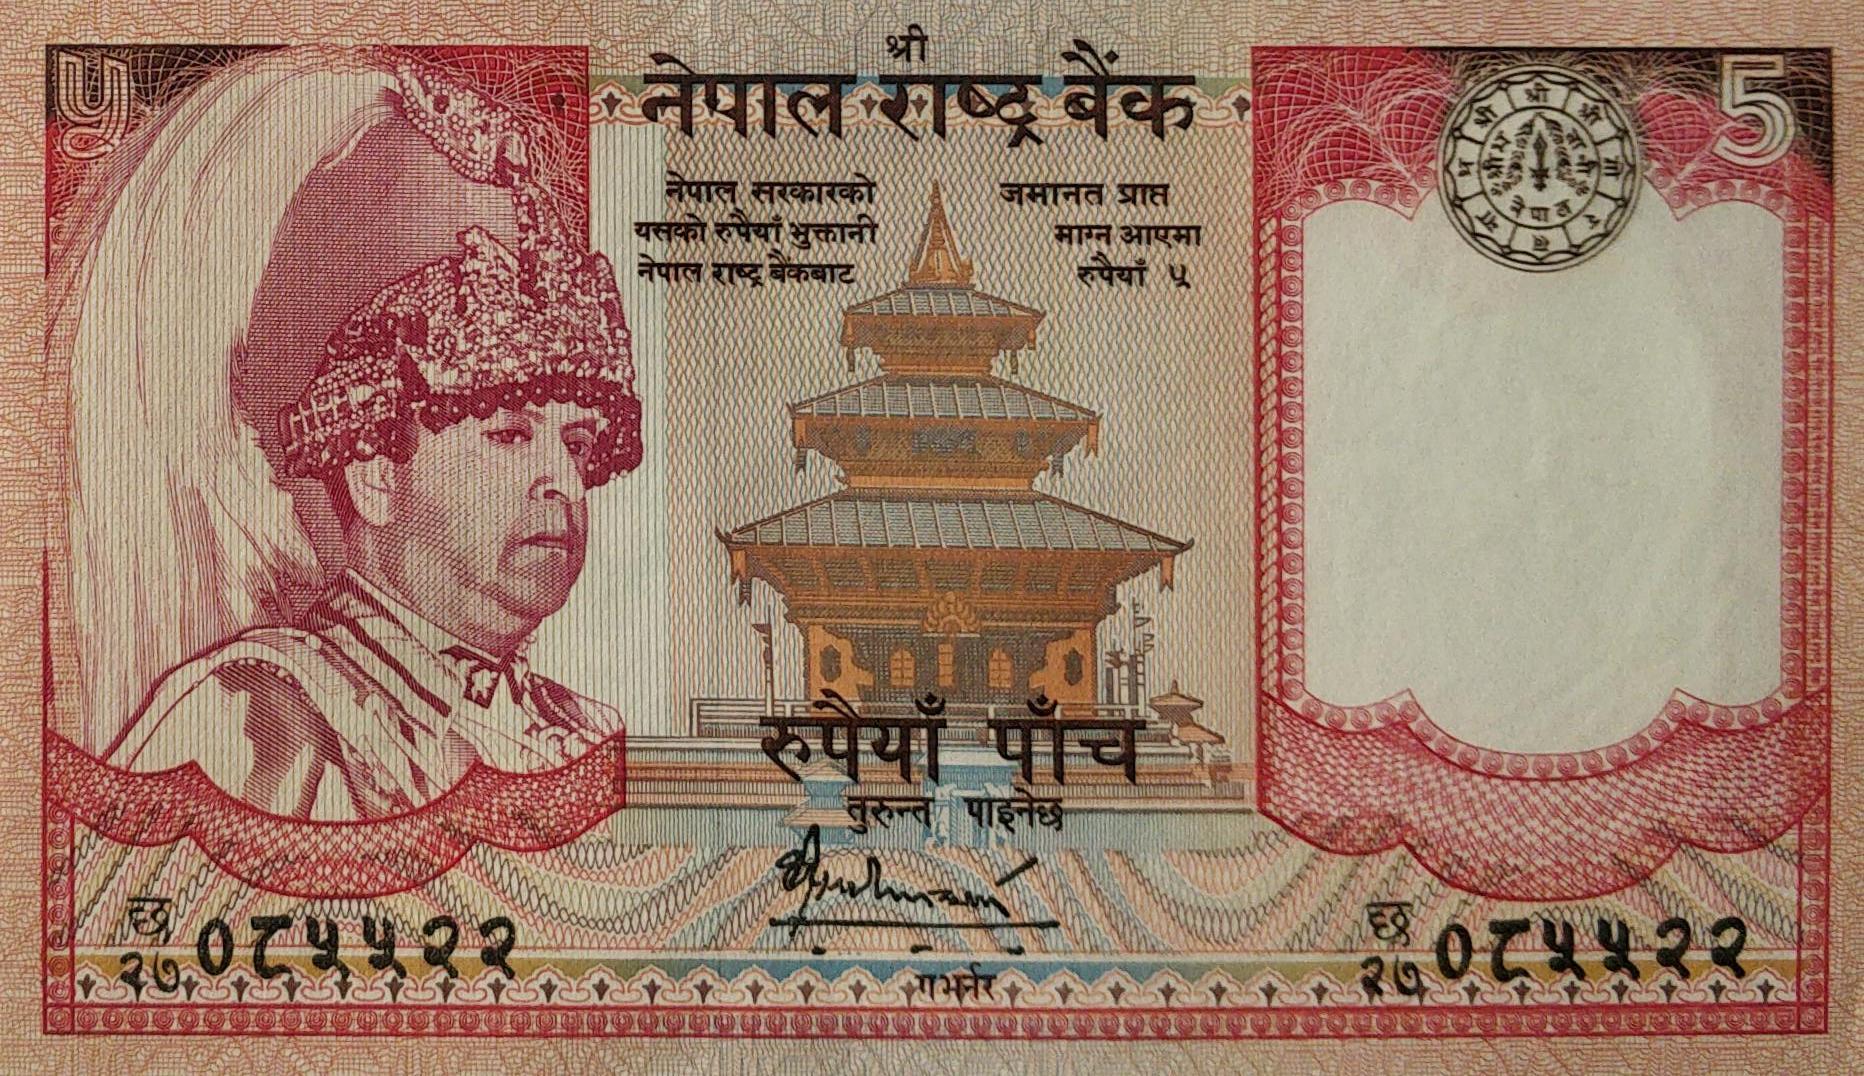 श्री
५ नेपाल राष्ट्र बैंक 5
नेपाल सरकारको जमानत प्राप्त
यसको रुपैयाँ भुक्तानी माग्न आएमा
नेपाल राष्ट्र बैंकबाट रुपैयाँ ५
रुपैयाँ पाँच
तुरुन्त पाइनेछ
गभर्नर
२७ ०८५५२२
२७ ०८५५२२